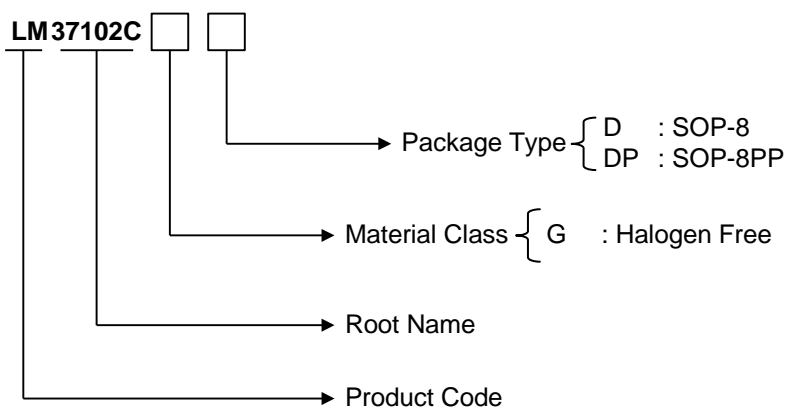 LM37102C
Package Type
D : SOP-8
DP : SOP-8PP
Material Class G : Halogen Free
Root Name
Product Code